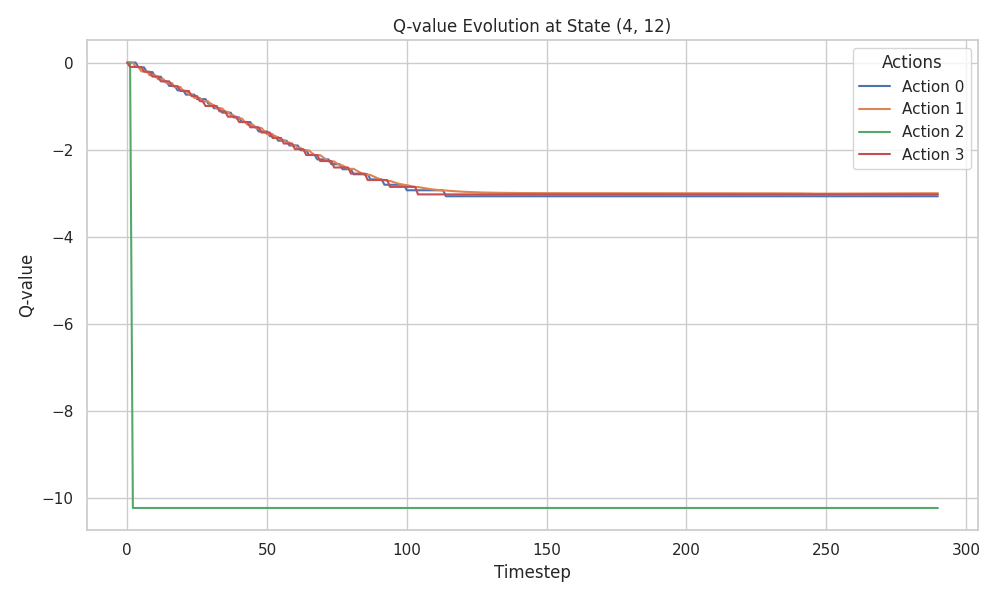 Q-value Evolution at State (4, 12)
Actions
Action 0
Action 1
Action 2
Action 3
Q-value
0
−2
−4
−6
−8
−10
0 50 100 150 200 250 300
Timestep